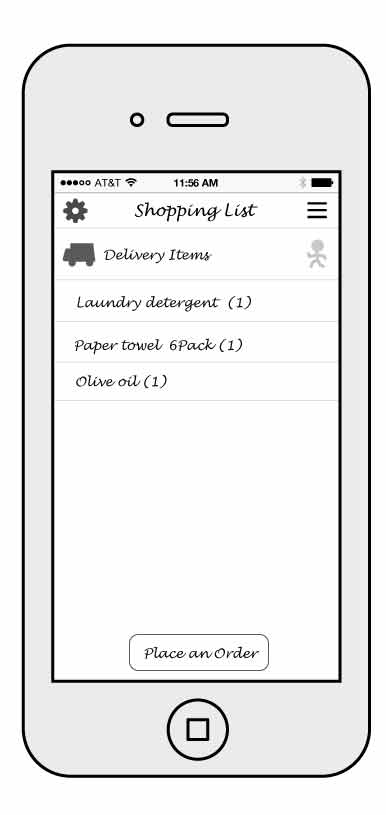 AT&T 11:56 AM
Shopping List
Delivery Items
Laundry detergent (1)
Paper towel 6Pack (1)
Olive oil (1)
Place an Order